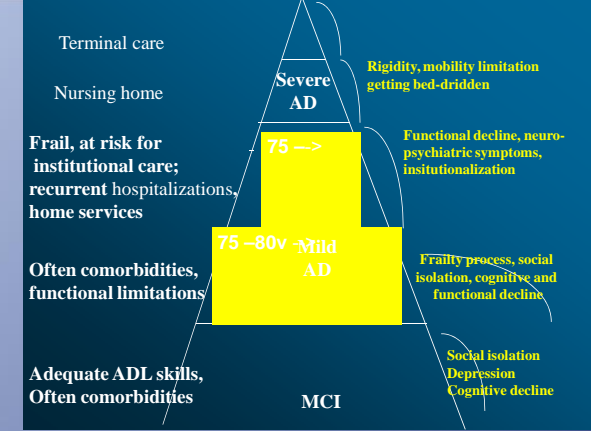 Terminal care
Rigidity, mobility limitation
getting bed-dridden
Nursing home
Severe
AD
Frail, at risk for
institutional care;
recurrent hospitalizations,
home services
75 –->
Functional decline, neuro-
psychiatric symptoms,
insitutionalization
Often comorbidities,
functional limitations
75 –80v –>
Mild
AD
Frailty process, social
isolation, cognitive and
functional decline
Adequate ADL skills,
Often comorbidities
MCI
Social isolation
Depression
Cognitive decline